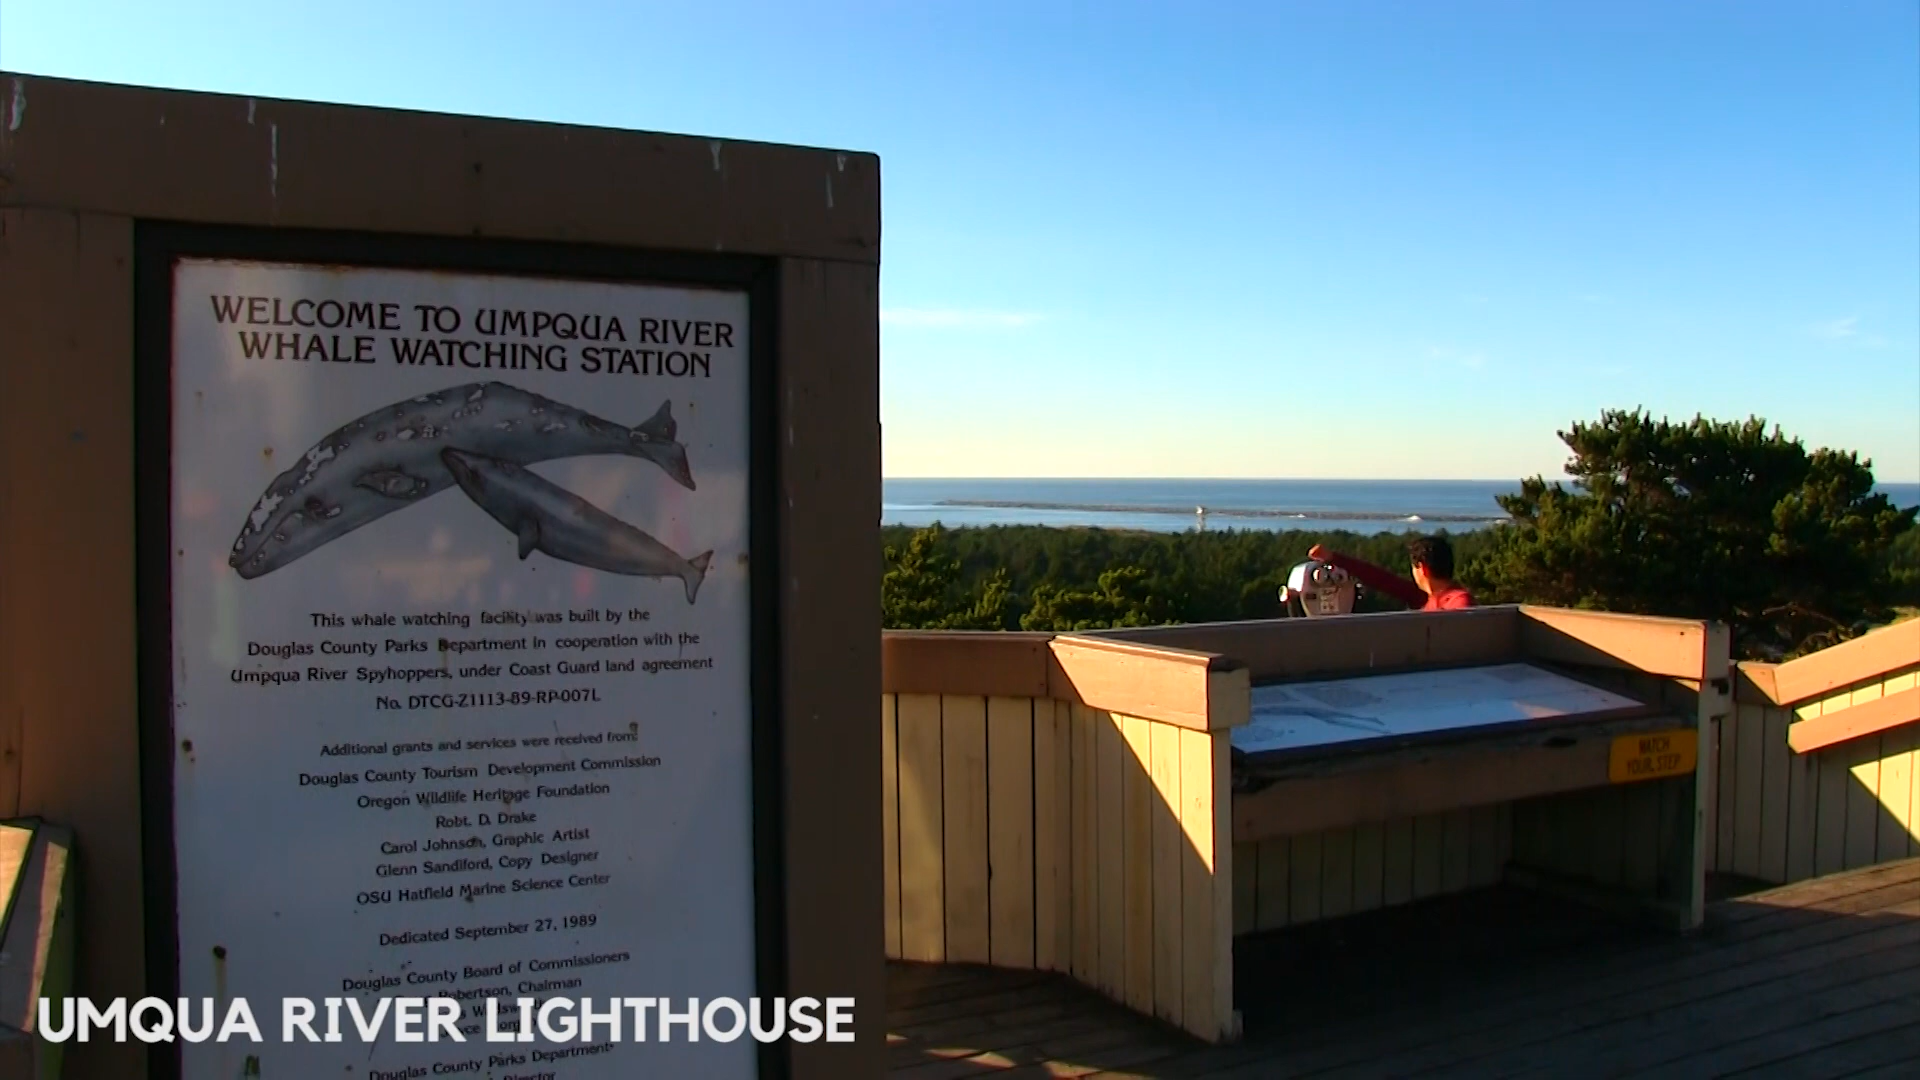 WELCOME TO UMPQUA RIVER
WHALE WATCHING STATION
This whale watching facility was built by the
Douglas County Parks Department in cooperation with the
Umpqua River Spyhoppers, under Coast Guard land agreement
No. DTCG-Z1113-89-RP-007L
Additional grants and services were received from:
Douglas County Tourism Development Commission
Oregon Wildlife Heritage Foundation
Robt. D. Drake
Carol Johnson, Graphic Artist
Glenn Sandiford, Copy Designer
OSU Hatfield Marine Science Center
Dedicated September 27, 1989
Douglas County Board of Commissioners
Robertson, Chairman
Douglas County Parks Department
Director
UMQUA RIVER LIGHTHOUSE
WATCH
YOUR STEP